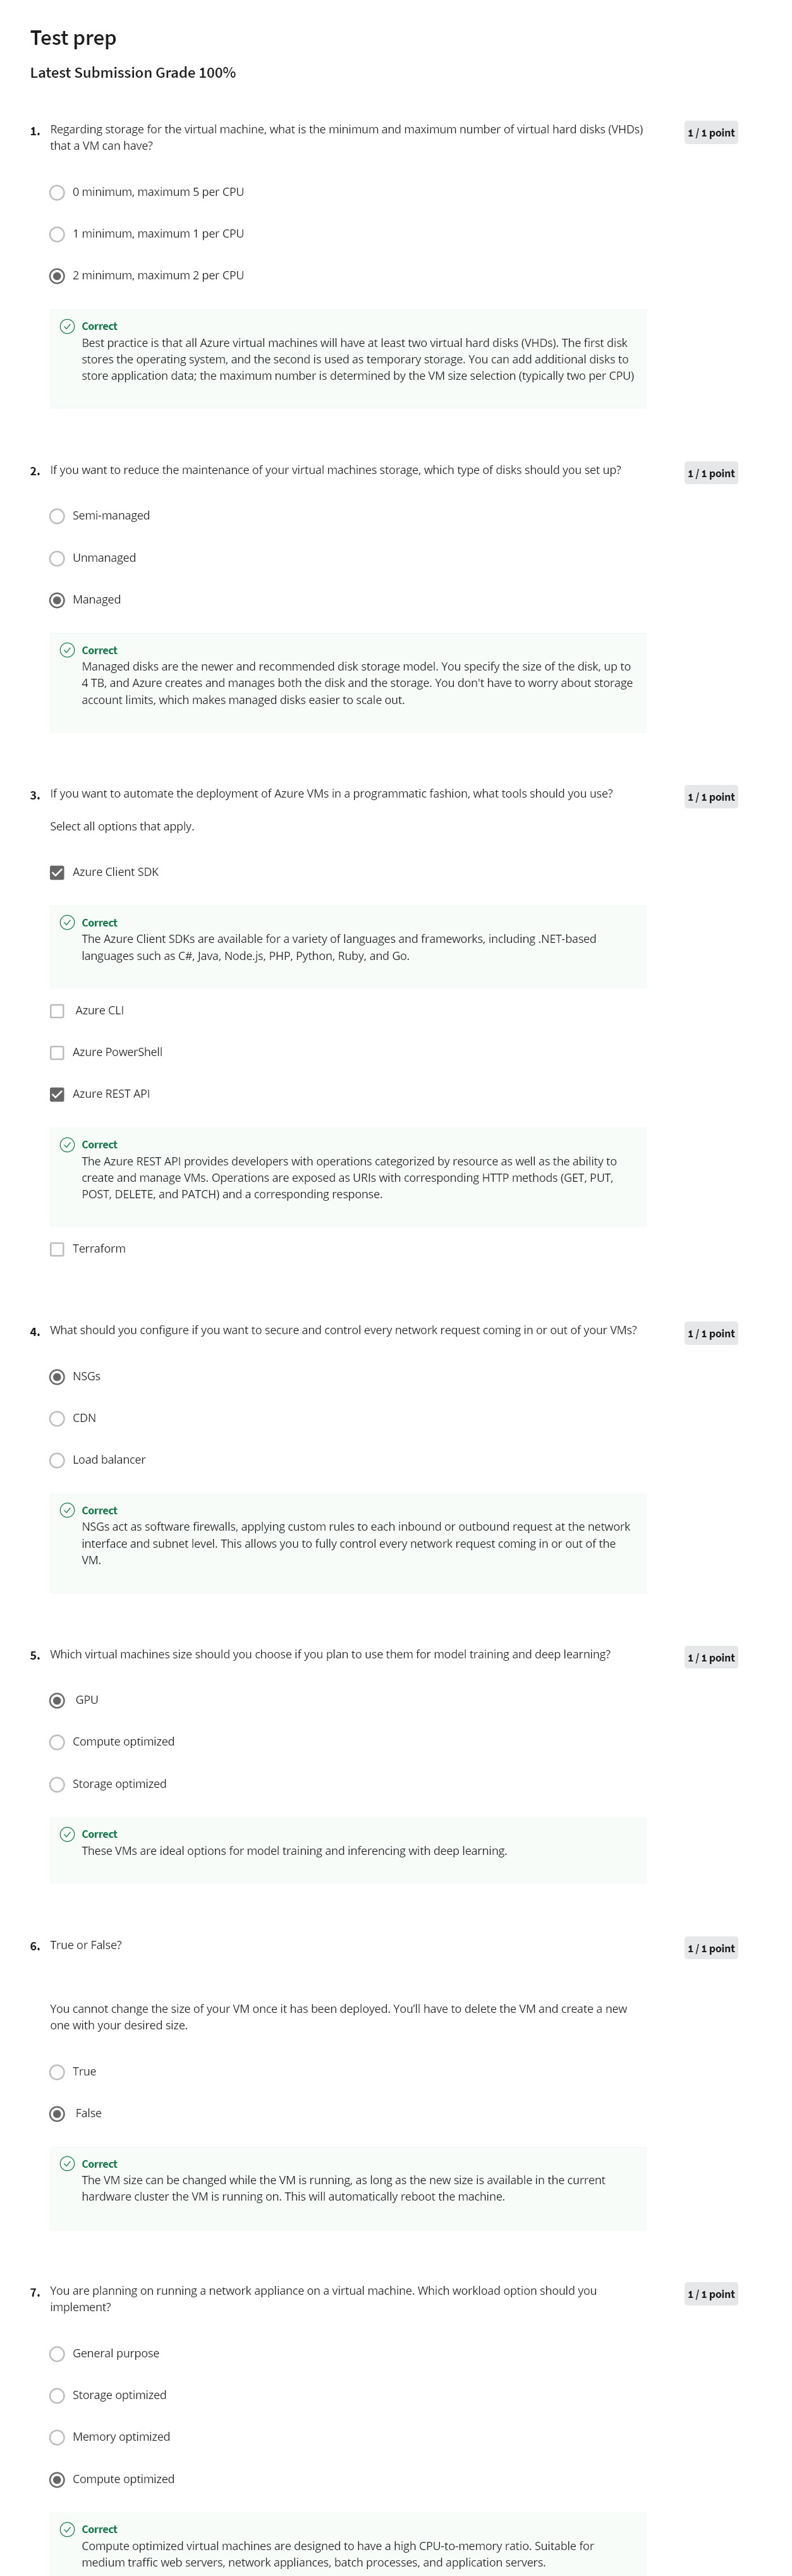 Test prep
Latest Submission Grade 100%
1. Regarding storage for the virtual machine, what is the minimum and maximum number of virtual hard disks (VHDs) 1 / 1 point
that a VM can have?
0 minimum, maximum 5 per CPU
1 minimum, maximum 1 per CPU
2 minimum, maximum 2 per CPU
Correct
Best practice is that all Azure virtual machines will have at least two virtual hard disks (VHDs). The first disk
stores the operating system, and the second is used as temporary storage. You can add additional disks to
store application data; the maximum number is determined by the VM size selection (typically two per CPU)
2. If you want to reduce the maintenance of your virtual machines storage, which type of disks should you set up? 1 / 1 point
Semi-managed
Unmanaged
Managed
Correct
Managed disks are the newer and recommended disk storage model. You specify the size of the disk, up to
4 TB, and Azure creates and manages both the disk and the storage. You don't have to worry about storage
account limits, which makes managed disks easier to scale out.
3. If you want to automate the deployment of Azure VMs in a programmatic fashion, what tools should you use? 1 / 1 point
Select all options that apply.
Azure Client SDK
Correct
The Azure Client SDKs are available for a variety of languages and frameworks, including .NET-based
languages such as C#, Java, Node.js, PHP, Python, Ruby, and Go.
Azure CLI
Azure PowerShell
Azure REST API
Correct
The Azure REST API provides developers with operations categorized by resource as well as the ability to
create and manage VMs. Operations are exposed as URIs with corresponding HTTP methods (GET, PUT,
POST, DELETE, and PATCH) and a corresponding response.
Terraform
4. What should you configure if you want to secure and control every network request coming in or out of your VMs? 1 / 1 point
NSGs
CDN
Load balancer
Correct
NSGs act as software firewalls, applying custom rules to each inbound or outbound request at the network
interface and subnet level. This allows you to fully control every network request coming in or out of the
VM.
5. Which virtual machines size should you choose if you plan to use them for model training and deep learning? 1 / 1 point
GPU
Compute optimized
Storage optimized
Correct
These VMs are ideal options for model training and inferencing with deep learning.
6. True or False? 1 / 1 point
You cannot change the size of your VM once it has been deployed. You'll have to delete the VM and create a new
one with your desired size.
True
False
Correct
The VM size can be changed while the VM is running, as long as the new size is available in the current
hardware cluster the VM is running on. This will automatically reboot the machine.
7. You are planning on running a network appliance on a virtual machine. Which workload option should you 1 / 1 point
implement?
General purpose
Storage optimized
Memory optimized
Compute optimized
Correct
Compute optimized virtual machines are designed to have a high CPU-to-memory ratio. Suitable for
medium traffic web servers, network appliances, batch processes, and application servers.